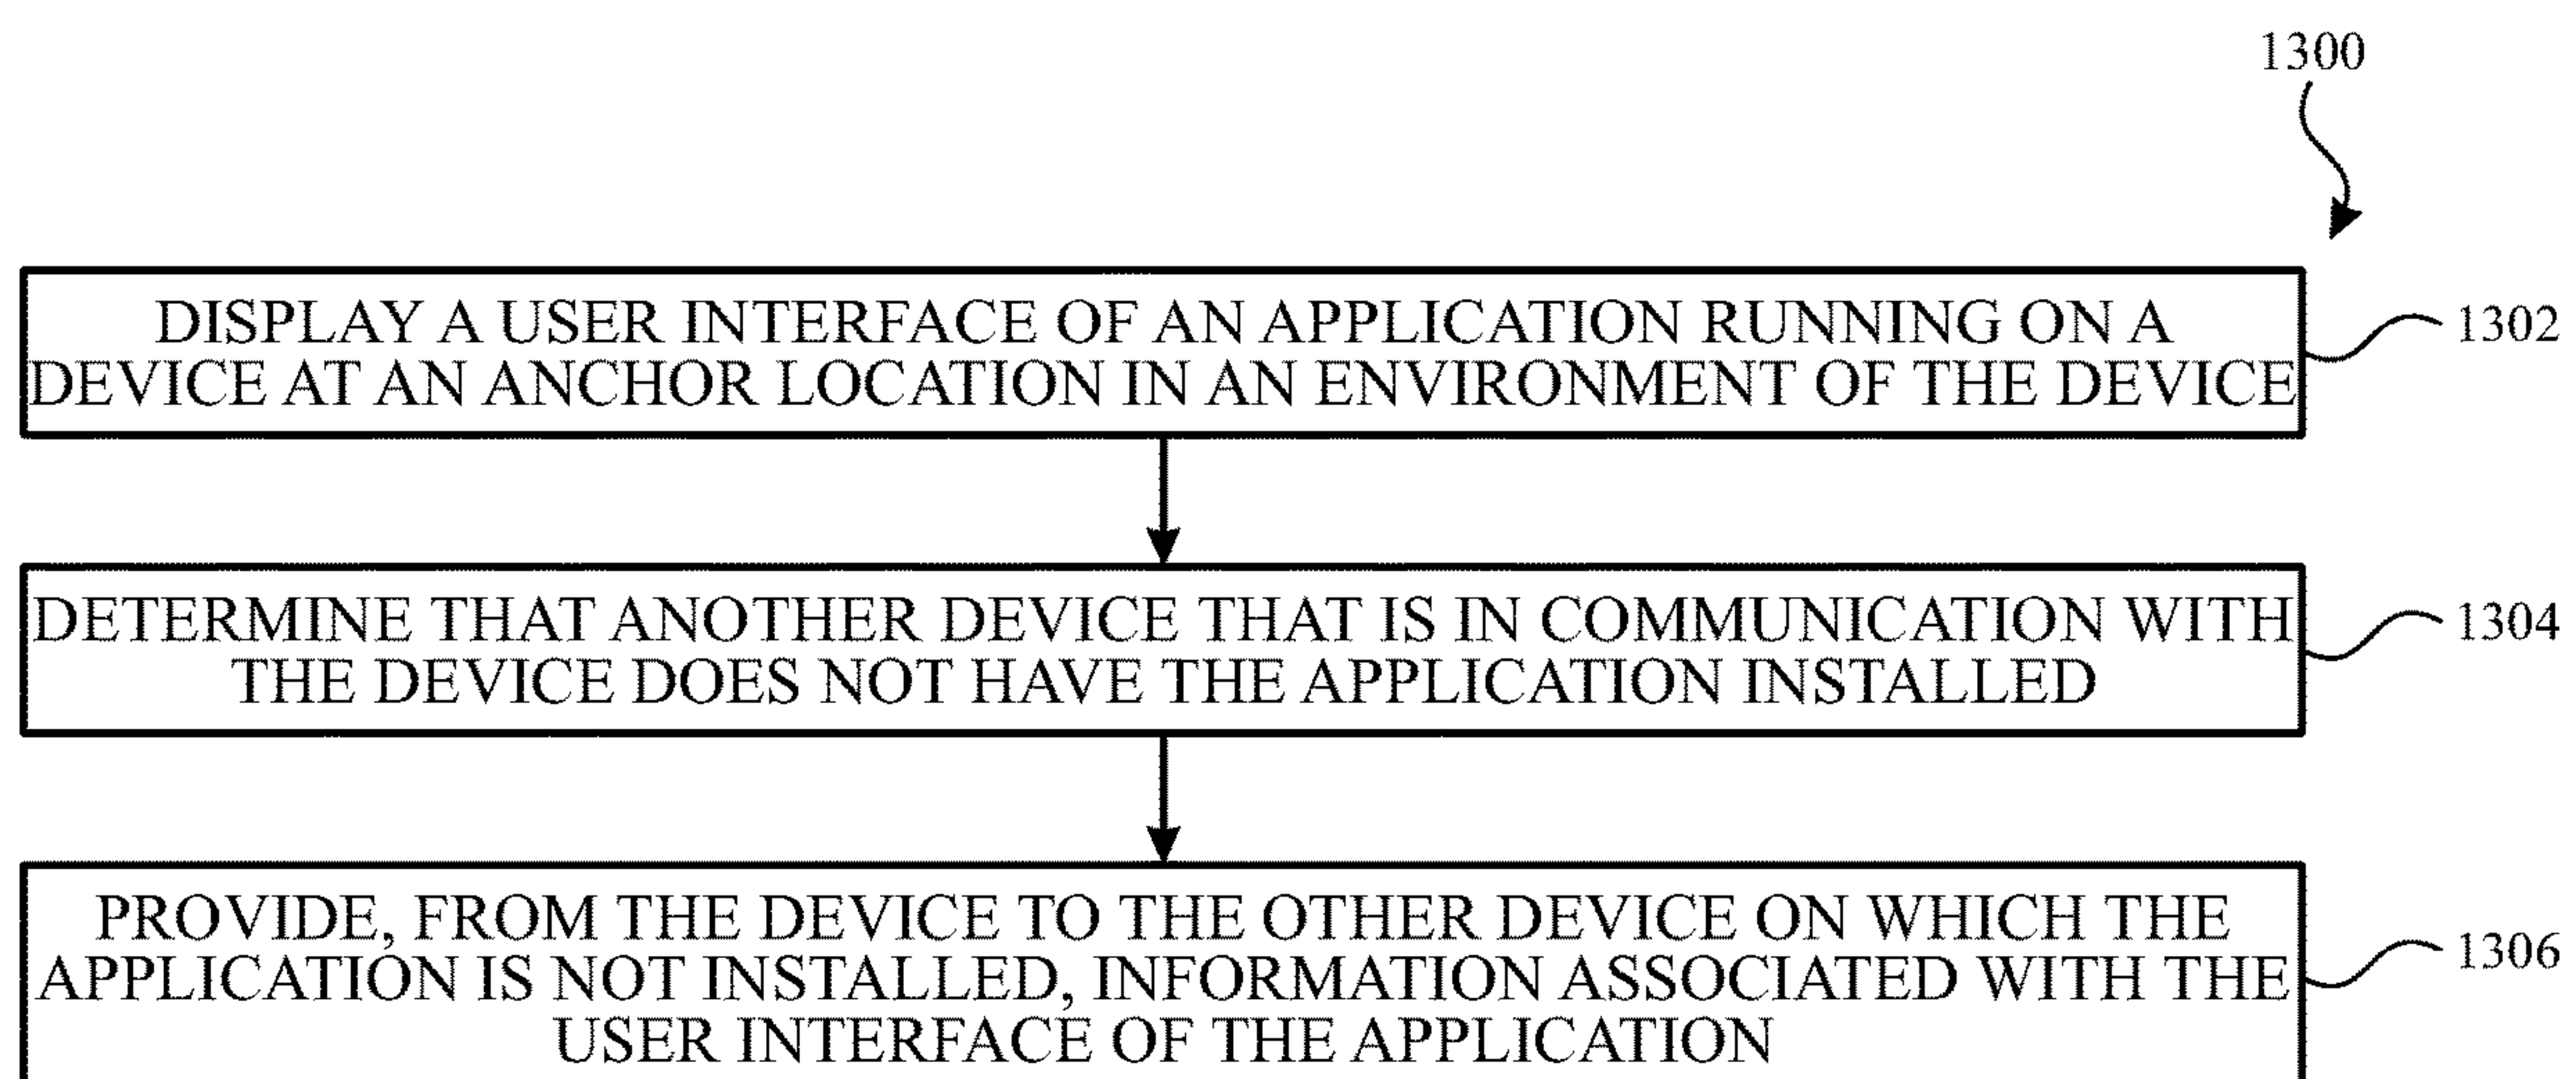 1300
DISPLAY A USER INTERFACE OF AN APPLICATION RUNNING ON A
DEVICE AT AN ANCHOR LOCATION IN AN ENVIRONMENT OF THE DEVICE
1302
DETERMINE THAT ANOTHER DEVICE THAT IS IN COMMUNICATION WITH
THE DEVICE DOES NOT HAVE THE APPLICATION INSTALLED
1304
PROVIDE, FROM THE DEVICE TO THE OTHER DEVICE ON WHICH THE
APPLICATION IS NOT INSTALLED, INFORMATION ASSOCIATED WITH THE
USER INTERFACE OF THE APPLICATION
1306